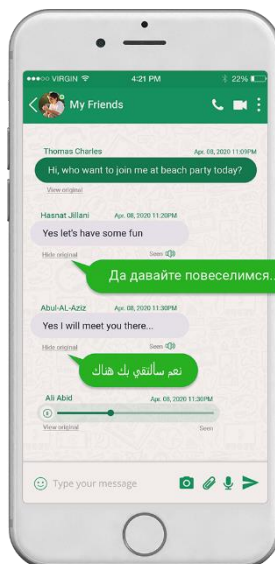 VIRGIN 4:21 PM 22%
My Friends
Thomas Charles Apr. 08, 2020 11:09PM
Hi, who want to join me at beach party today?
View original
Hasnat Jillani Apr. 08, 2020 11:20PM
Yes let's have some fun
Hide original Seen
Да давайте повеселимся..
Abul-AL-Aziz Apr. 08, 2020 11:30PM
Yes I will meet you there...
Hide original Seen
نعم سألتقي بك هناك
Ali Abid Apr. 08, 2020 11:36PM
View original Seen
Type your message